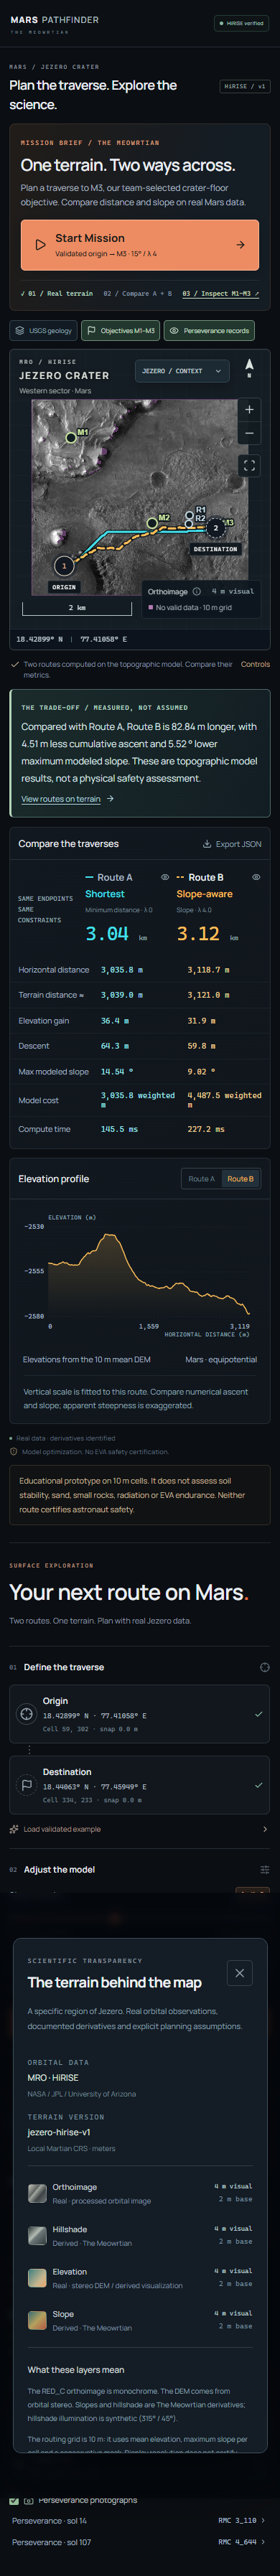 MARS PATHFINDER
THE MEOWRTIAN
HiRISE verified
MARS / JEZERO CRATER
Plan the traverse. Explore the science.
HiRISE / v1
MISSION BRIEF / THE MEOWRTIAN
One terrain. Two ways across.
Plan a traverse to M3, our team-selected crater-floor
objective. Compare distance and slope on real Mars data.
Start Mission
Validated origin → M3 · 15° / λ 4
✓ 01 / Real terrain
02 / Compare A + B
03 / Inspect M1–M3 ↗
USGS geology
Objectives M1–M3
Perseverance records
MRO / HIRISE
JEZERO CRATER
Western sector · Mars
JEZERO / CONTEXT
N
M1
M2
R1
R2
M3
1
2
ORIGIN
DESTINATION
2 km
Orthoimage
4 m visual
No valid data · 10 m grid
18.42899° N | 77.41058° E
Two routes computed on the topographic model. Compare their
metrics.
Controls
THE TRADE-OFF / MEASURED, NOT ASSUMED
Compared with Route A, Route B is 82.84 m longer, with
4.51 m less cumulative ascent and 5.52 ° lower
maximum modeled slope. These are topographic model
results, not a physical safety assessment.
View routes on terrain →
Compare the traverses
Export JSON
SAME ENDPOINTS
SAME
CONSTRAINTS
Route A
Shortest
Minimum distance · λ 0
3.04 km
Route B
Slope-aware
Slope · λ 4.0
3.12 km
Horizontal distance 3,035.8 m 3,118.7 m
Terrain distance ≈ 3,039.0 m 3,121.0 m
Elevation gain 36.4 m 31.9 m
Descent 64.3 m 59.8 m
Max modeled slope 14.54 ° 9.02 °
Model cost 3,035.8 weighted m 4,487.5 weighted m
Compute time 145.5 ms 227.2 ms
Elevation profile
Route A
Route B
ELEVATION (m)
−2530
−2555
−2580
0
1,559
3,119
HORIZONTAL DISTANCE (m)
Elevations from the 10 m mean DEM
Mars · equipotential
Vertical scale is fitted to this route. Compare numerical ascent
and slope; apparent steepness is exaggerated.
Real data · derivatives identified
Model optimization. No EVA safety certification.
Educational prototype on 10 m cells. It does not assess soil
stability, sand, small rocks, radiation or EVA endurance. Neither
route certifies astronaut safety.
SURFACE EXPLORATION
Your next route on Mars.
Two routes. One terrain. Plan with real Jezero data.
01 Define the traverse
Origin
18.42899° N · 77.41058° E
Cell 59, 302 · snap 0.0 m
Destination
18.44063° N · 77.45949° E
Cell 334, 233 · snap 0.0 m
Load validated example
02 Adjust the model
SCIENTIFIC TRANSPARENCY
The terrain behind the map
A specific region of Jezero. Real orbital observations,
documented derivatives and explicit planning assumptions.
ORBITAL DATA
MRO · HiRISE
NASA / JPL / University of Arizona
TERRAIN VERSION
jezero-hirise-v1
Local Martian CRS · meters
Orthoimage
Real · processed orbital image
4 m visual
2 m base
Hillshade
Derived · The Meowrtian
4 m visual
2 m base
Elevation
Real · stereo DEM / derived visualization
4 m visual
2 m base
Slope
Derived · The Meowrtian
4 m visual
2 m base
What these layers mean
The RED_C orthoimage is monochrome. The DEM comes from
orbital stereo. Slopes and hillshade are The Meowrtian derivatives;
hillshade illumination is synthetic (315° / 45°).
The routing grid is 10 m: it uses mean elevation, maximum slope per
Perseverance photographs
Perseverance · sol 14
RMC 3_110
Perseverance · sol 107
RMC 4_644